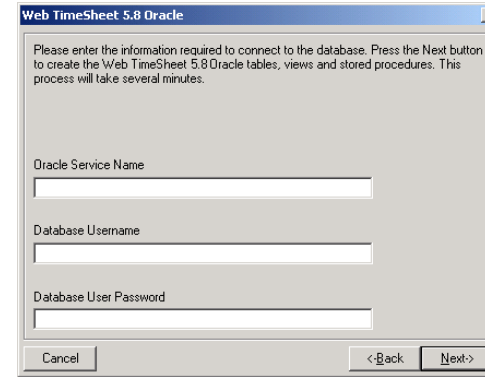 Web TimeSheet 5.8 Oracle
Please enter the information required to connect to the database. Press the Next button
to create the Web TimeSheet 5.8 Oracle tables, views and stored procedures. This
process will take several minutes.
Oracle Service Name
Database Username
Database User Password
Cancel
<-Back
Next->